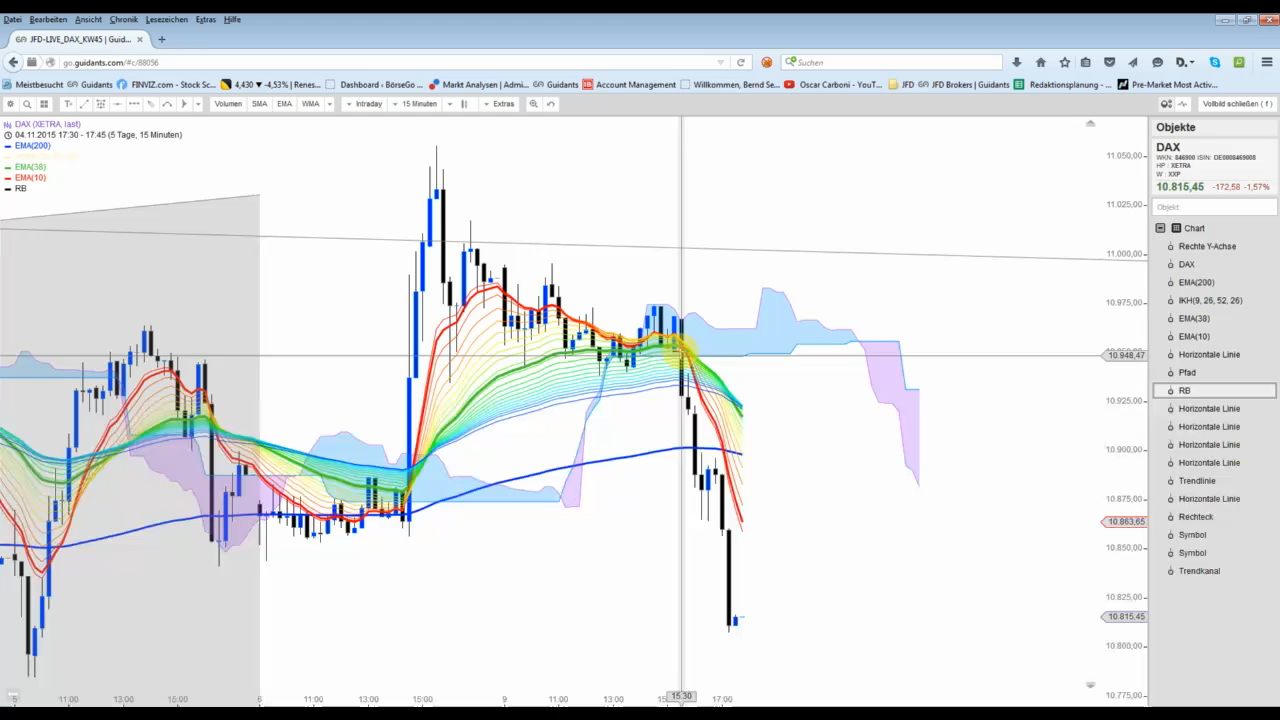 Datei Bearbeiten Ansicht Chronik Lesezeichen Extras Hilfe
JFD-LIVE_DAX_KW45 | Guid...
go.guidants.com/#c/88056
Suchen
Meistbesucht Guidants FINVIZ.com - Stock Sc... 4,430 ▼ -4,53% | Renes... Dashboard - BörseGo ... Markt Analysen | Admi... Guidants Account Management Willkommen, Bernd Se... Oscar Carboni - YouT... JFD JFD Brokers | Guidants Redaktionsplanung - ... Pre-Market Most Activ...
Volumen SMA EMA WMA Intraday 15 Minuten Extras Vollbild schließen ( f )
DAX (XETRA, last)
04.11.2015 17:30 - 17:45 (5 Tage, 15 Minuten)
EMA(200)
EMA(38)
EMA(10)
RB
11.050,00
11.025,00
11.000,00
10.975,00
10.948,47
10.925,00
10.900,00
10.875,00
10.863,65
10.850,00
10.825,00
10.815,45
10.800,00
10.775,00
5 11:00 13:00 15:00 6 11:00 13:00 15:00 9 11:00 13:00 15:30 17:00
Objekte
DAX
WKN: 846900 ISIN: DE0008469008
HP : XETRA
W : XXP
10.815,45 -172,58 -1,57%
Objekt
Chart
Rechte Y-Achse
DAX
EMA(200)
IKH(9, 26, 52, 26)
EMA(38)
EMA(10)
Horizontale Linie
Pfad
RB
Horizontale Linie
Horizontale Linie
Horizontale Linie
Horizontale Linie
Trendlinie
Horizontale Linie
Rechteck
Symbol
Symbol
Trendkanal